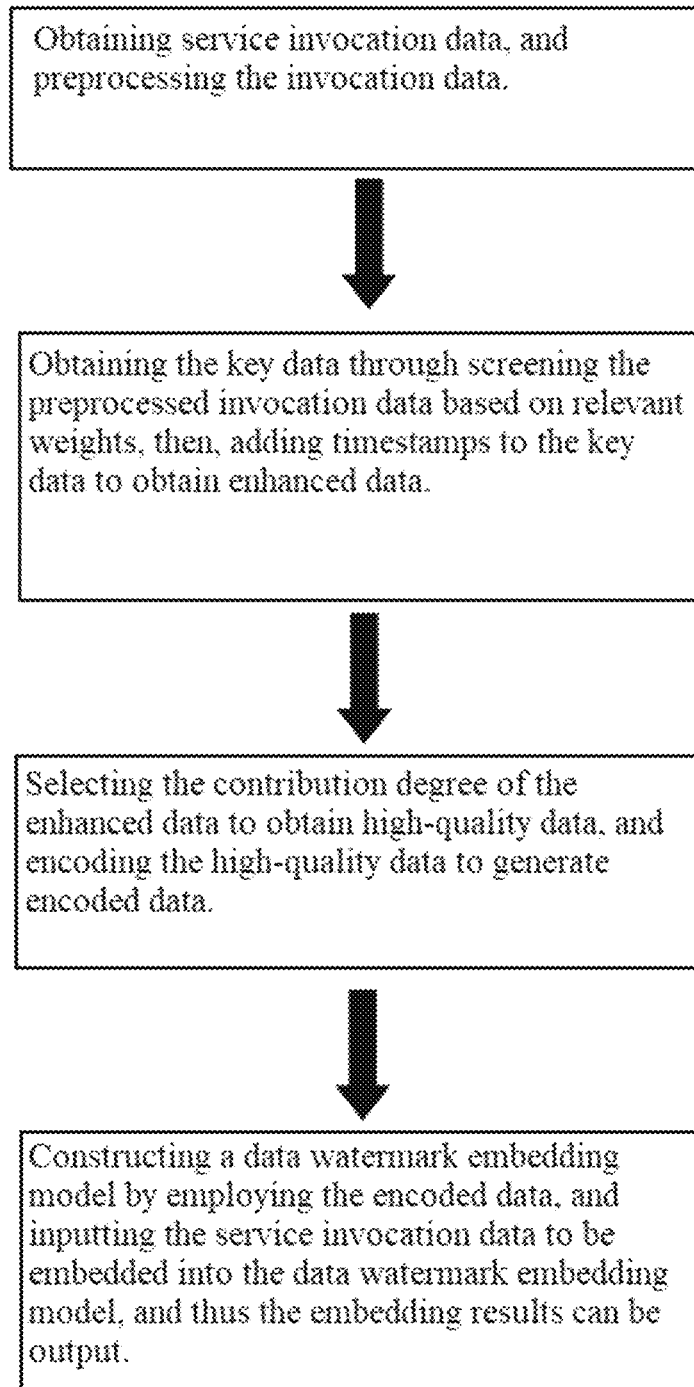 Obtaining service invocation data, and
preprocessing the invocation data.
Obtaining the key data through screening the
preprocessed invocation data based on relevant
weights, then, adding timestamps to the key
data to obtain enhanced data.
Selecting the contribution degree of the
enhanced data to obtain high-quality data, and
encoding the high-quality data to generate
encoded data.
Constructing a data watermark embedding
model by employing the encoded data, and
inputting the service invocation data to be
embedded into the data watermark embedding
model, and thus the embedding results can be
output.